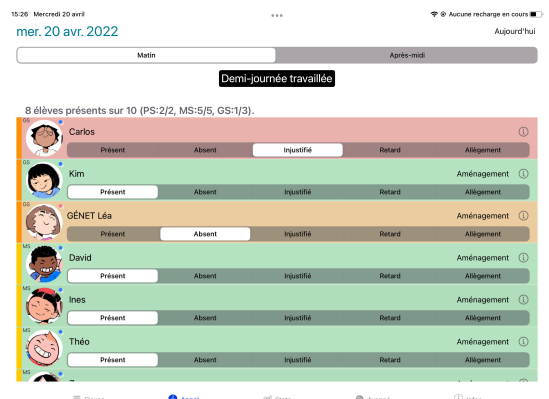 15:26 Mercredi 20 avril
Aucune recharge en cours
mer. 20 avr. 2022
Aujourd'hui
Matin Après-midi
Demi-journée travaillée
8 élèves présents sur 10 (PS:2/2, MS:5/5, GS:1/3).
GS
Carlos
Présent Absent Injustifié Retard Allègement
GS
Kim Aménagement
Présent Absent Injustifié Retard Allègement
GS
GÉNET Léa Aménagement
Présent Absent Injustifié Retard Allègement
MS
David Aménagement
Présent Absent Injustifié Retard Allègement
MS
Ines Aménagement
Présent Absent Injustifié Retard Allègement
MS
Théo Aménagement
Présent Absent Injustifié Retard Allègement
MS